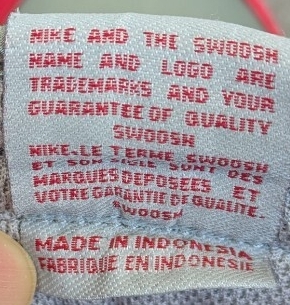 NIKE AND THE SWOOSH
NAME AND LOGO ARE
TRADEMARKS AND YOUR
GUARANTEE OF QUALITY
SWOOSH
NIKE-LE TERME SWOOSH
ET SON SIGLE SONT DES
MARQUES DEPOSEES ET
VOTRE GARANTIE DE QUALITE.
SWOOSH
MADE IN INDONESIA
FABRIQUE EN INDONESIE